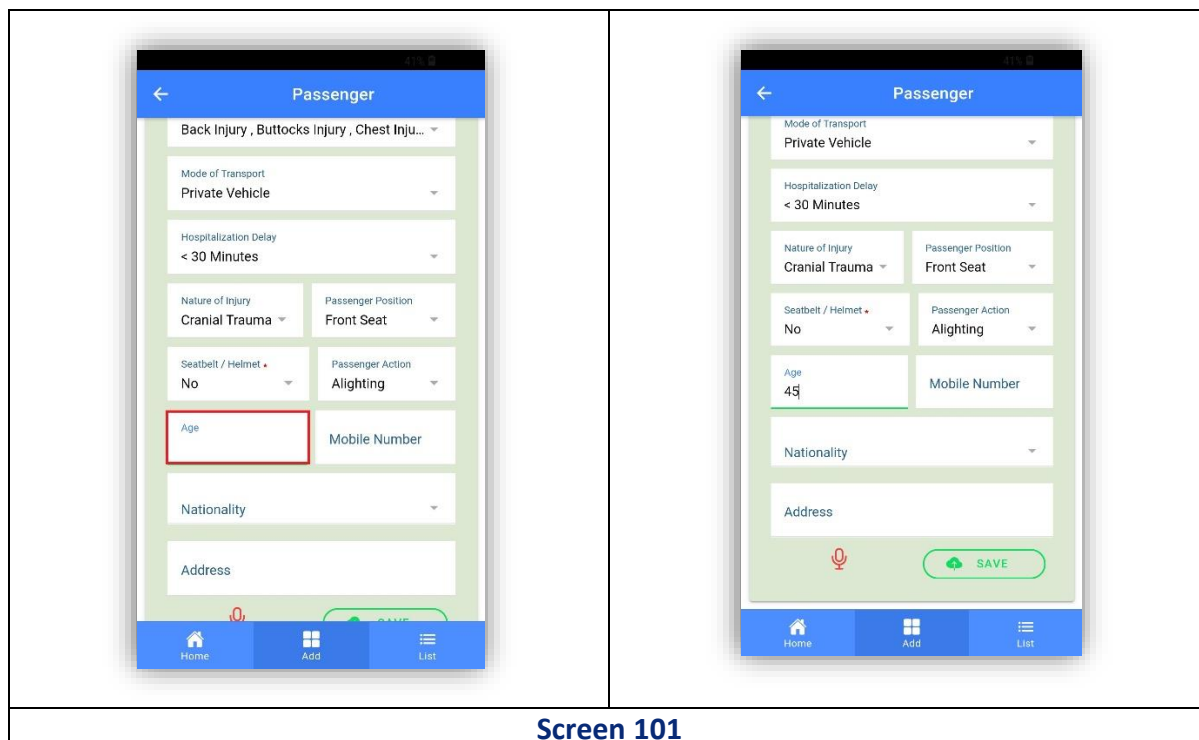 41%
Passenger
Back Injury , Buttocks Injury , Chest Inju...
Mode of Transport
Private Vehicle
Hospitalization Delay
< 30 Minutes
Nature of Injury
Cranial Trauma
Passenger Position
Front Seat
Seatbelt / Helmet *
No
Passenger Action
Alighting
Age
Mobile Number
Nationality
Address
SAVE
Home
Add
List
41%
Passenger
Mode of Transport
Private Vehicle
Hospitalization Delay
< 30 Minutes
Nature of Injury
Cranial Trauma
Passenger Position
Front Seat
Seatbelt / Helmet *
No
Passenger Action
Alighting
Age
45
Mobile Number
Nationality
Address
SAVE
Home
Add
List
Screen 101